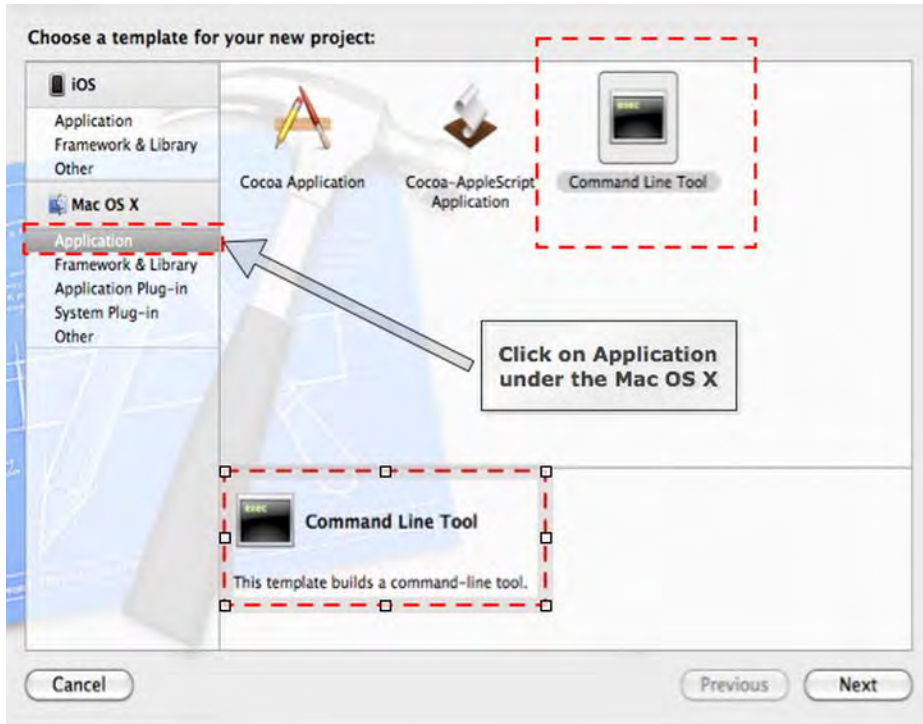 Choose a template for your new project:
iOS
Application
Framework & Library
Other
Mac OS X
Application
Framework & Library
Application Plug-in
System Plug-in
Other
Cocoa Application
Cocoa-AppleScript
Application
exec
Command Line Tool
Click on Application
under the Mac OS X
exec
Command Line Tool
This template builds a command-line tool.
Cancel
Previous
Next